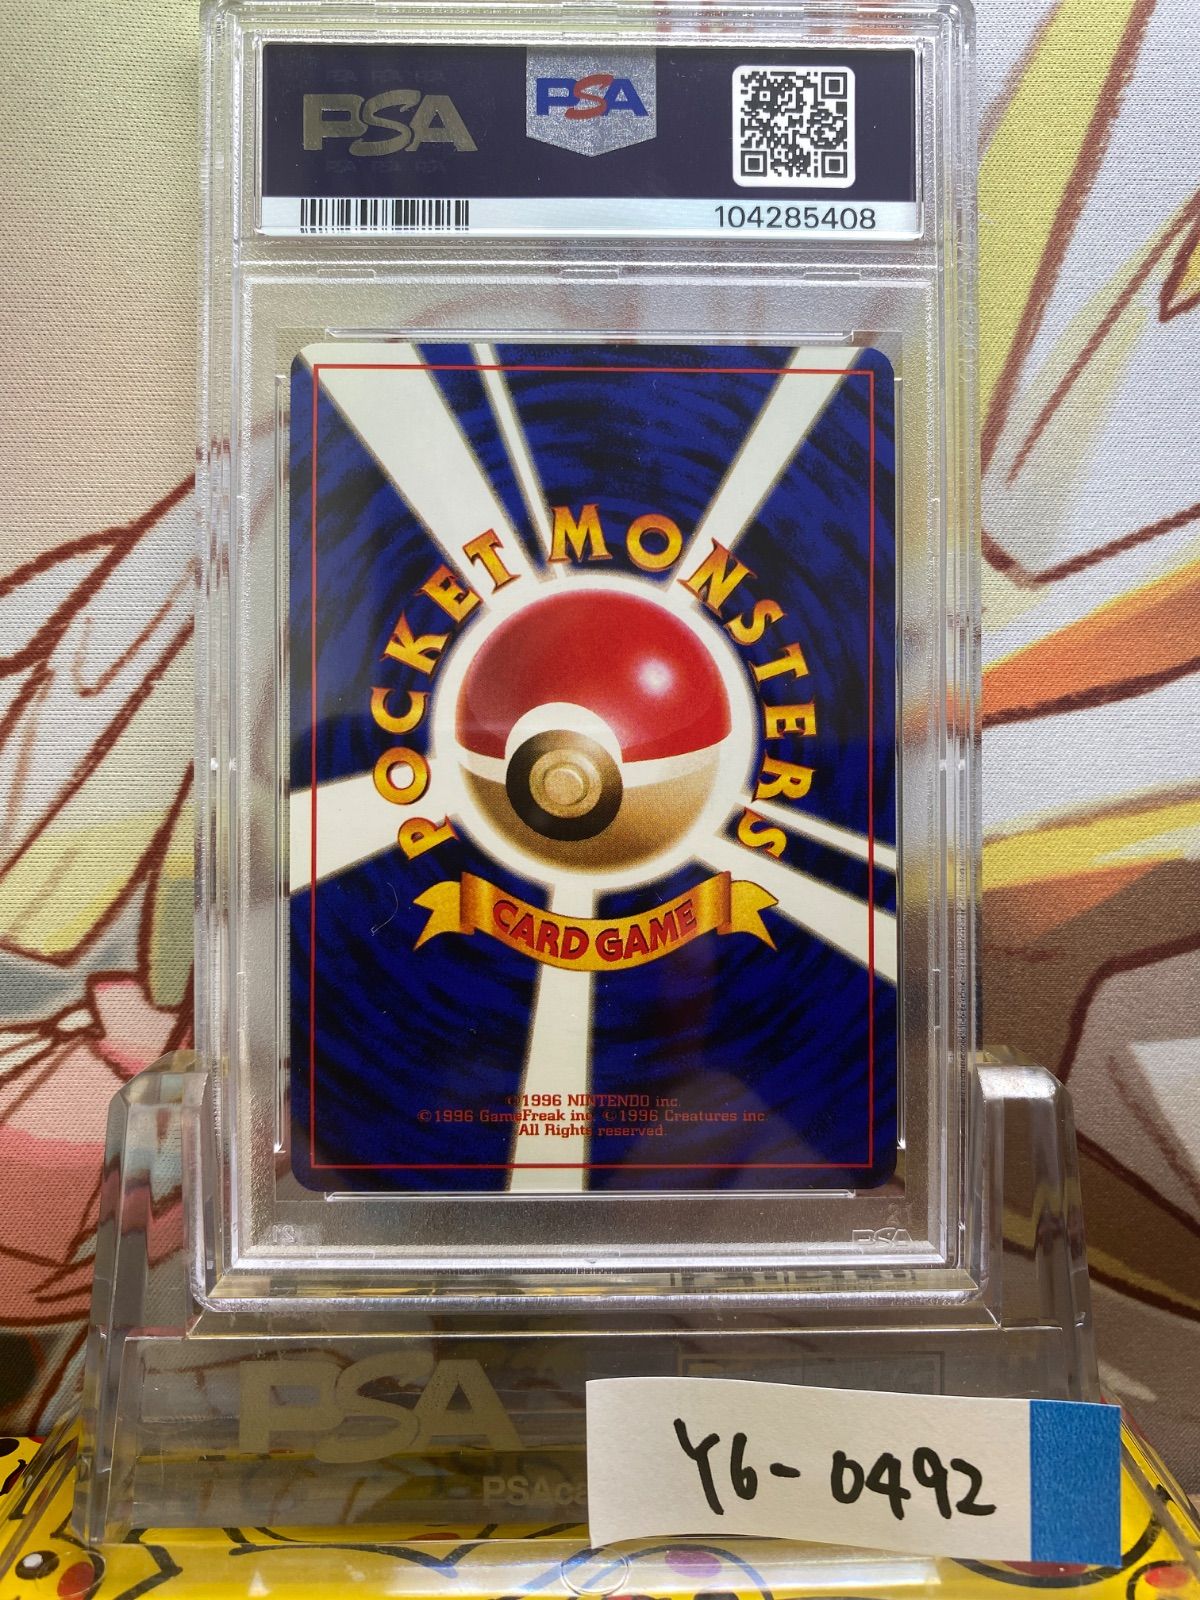 PSA
PSA
104285408
POCKET MONSTERS
CARD GAME
©1996 NINTENDO inc.
©1996 GameFreak inc. ©1996 Creatures inc.
All Rights reserved.
PSA
PSA
Y6-0492